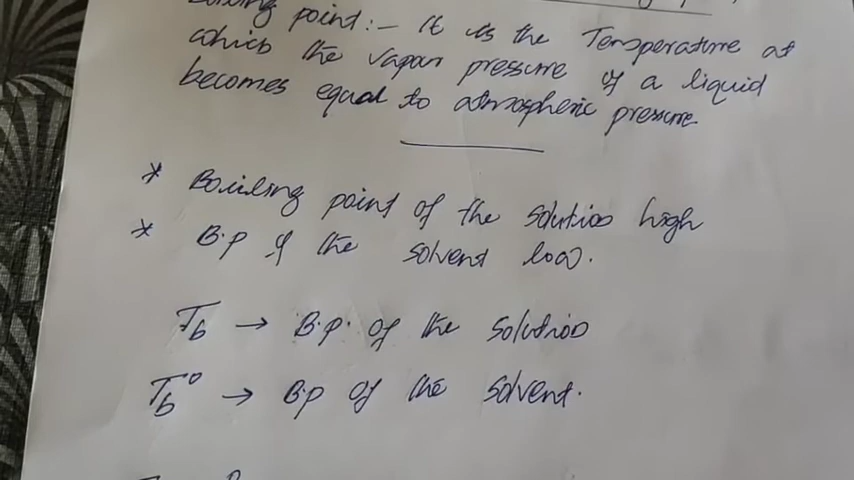 Boiling point:- It is the Temperature at
which the vapour pressure of a liquid
becomes equal to atmospheric pressure
* Boiling point of the solution high
* B.p of the solvent low.
Tb → B.p. of the solution
Tb° → B.p of the solvent.